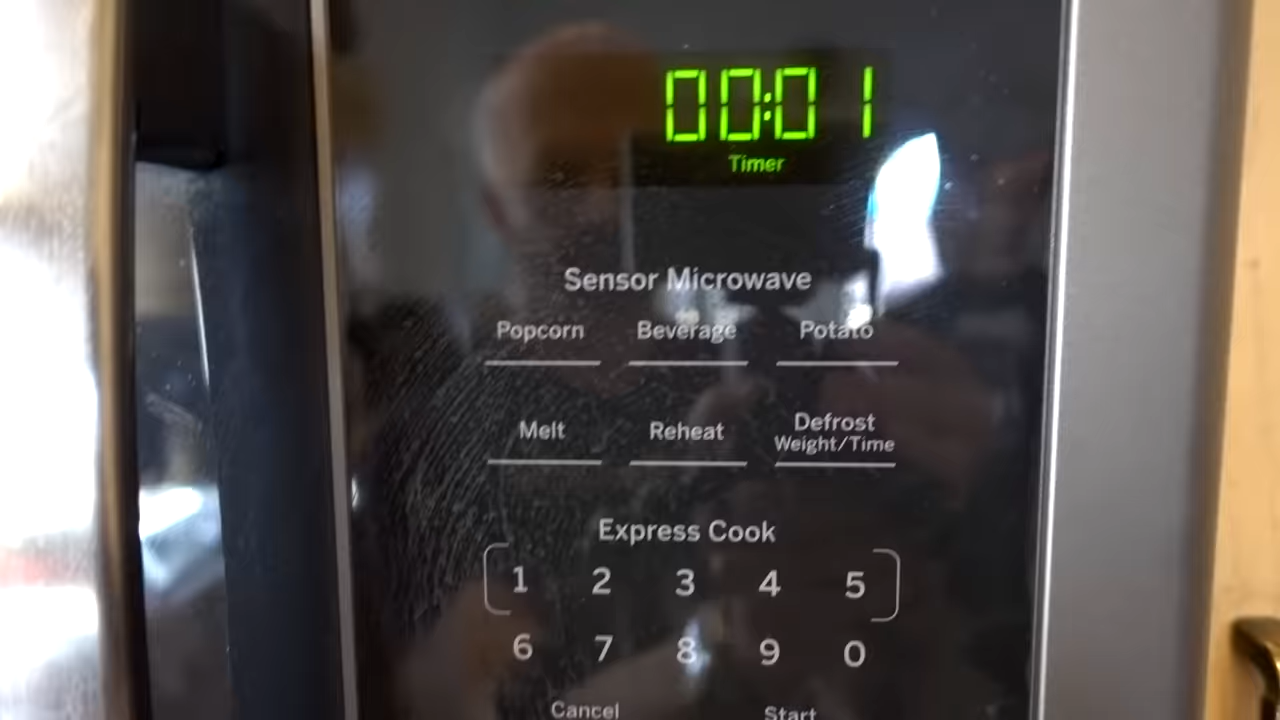 00:01
Timer
Sensor Microwave
Popcorn Beverage Potato
Melt Reheat Defrost
Weight/Time
Express Cook
1 2 3 4 5
6 7 8 9 0
Cancel Start